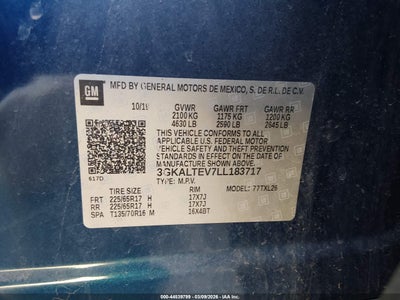 GM
MFD BY GENERAL MOTORS DE MEXICO, S. DE R.L. DE C.V.
10/19 GVWR GAWR FRT GAWR RR
2100 KG 1175 KG 1200 KG
4630 LB 2590 LB 2645 LB
THIS VEHICLE CONFORMS TO ALL
APPLICABLE U.S. FEDERAL MOTOR
VEHICLE SAFETY AND THEFT PREVENTION
STANDARDS IN EFFECT ON THE DATE OF
MANUFACTURE SHOWN ABOVE.
617D 3GKALTEV7LL183717
TYPE: M.P.V. MODEL: 77TXL26
TIRE SIZE RIM
FRT 225/65R17 H 17X7J
RR 225/65R17 H 17X7J
SPA T135/70R16 M 16X4BT
000-44839799 - 03/09/2026 - IAA